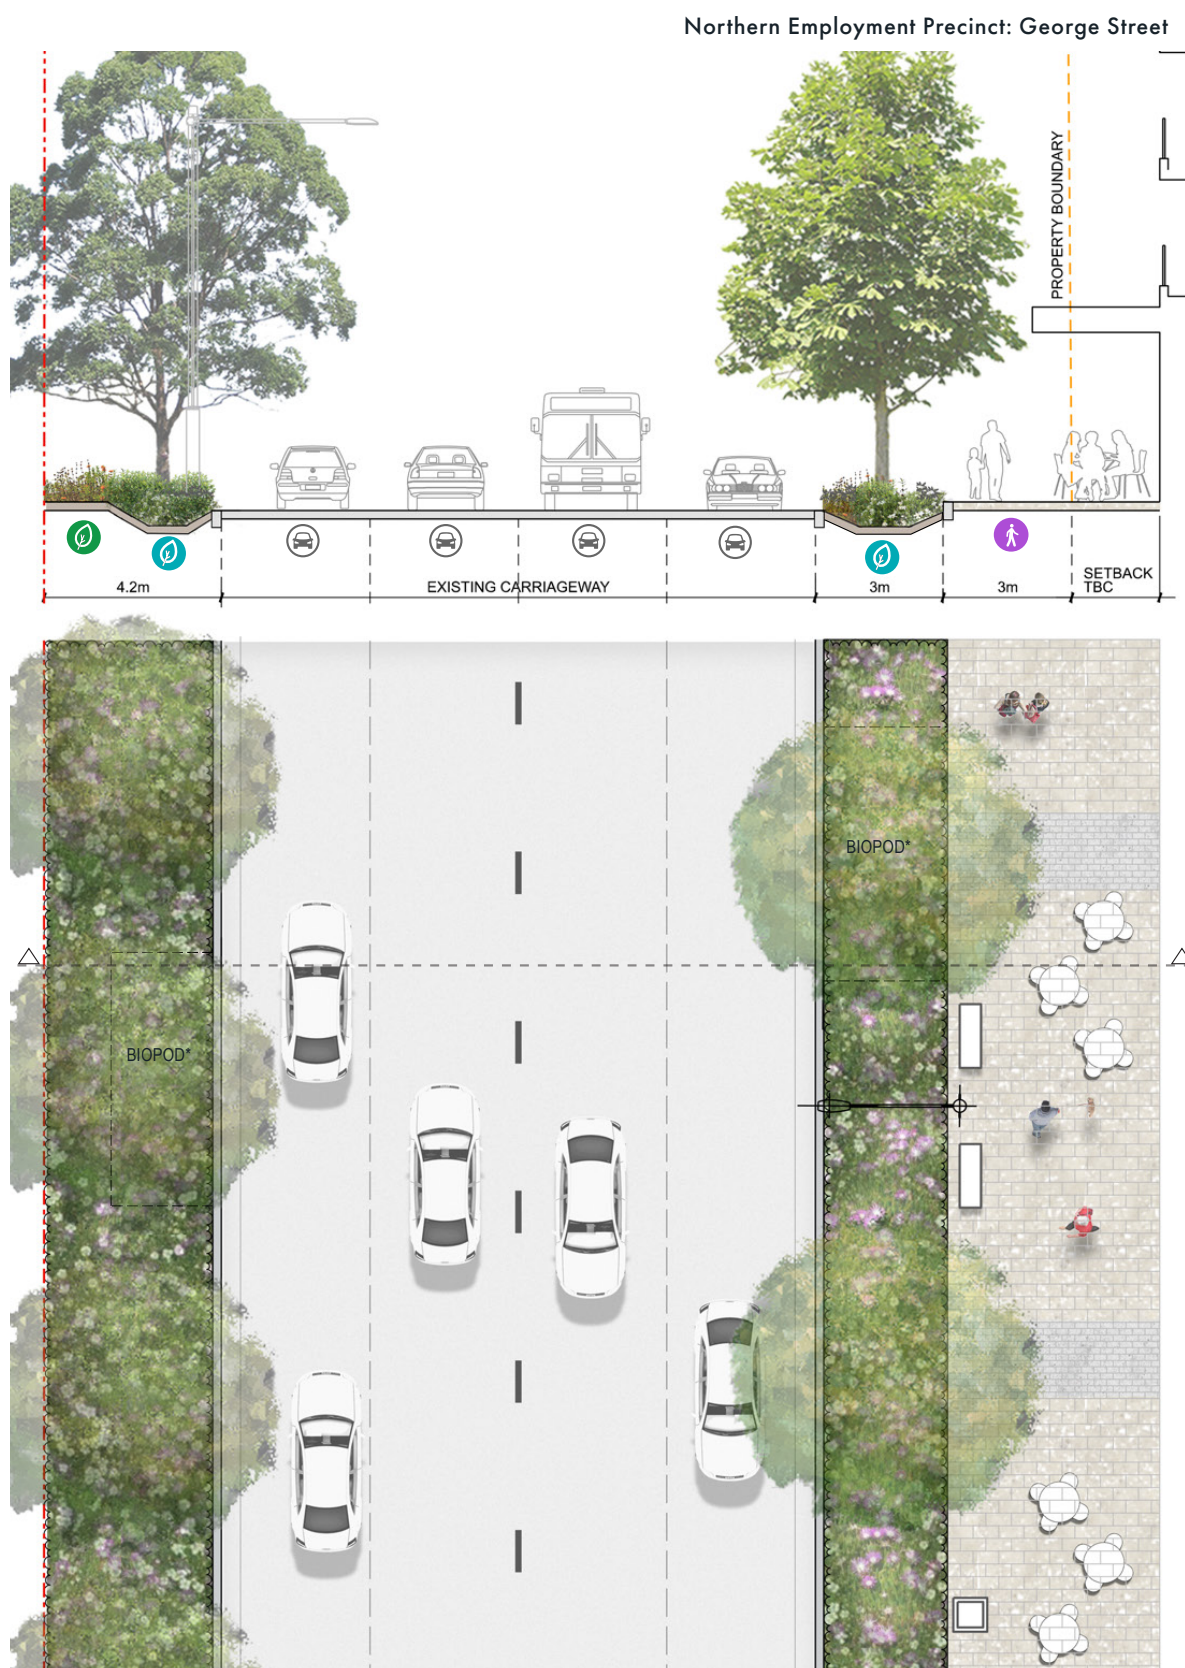 Northern Employment Precinct: George Street
PROPERTY BOUNDARY
4.2m
EXISTING CARRIAGEWAY
3m
3m
SETBACK
TBC
BIOPOD*
BIOPOD*